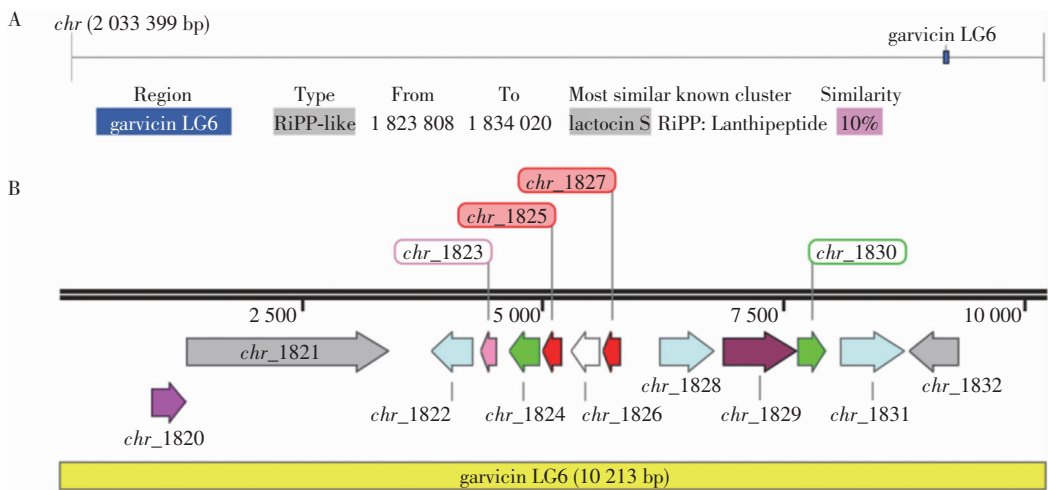 A
chr (2 033 399 bp)
garvicin LG6
Region Type From To Most similar known cluster Similarity
garvicin LG6 RiPP-like 1 823 808 1 834 020 lactocin S RiPP: Lanthipeptide 10%
B
chr_1827
chr_1825
chr_1823 chr_1830
2 500 5 000 7 500 10 000
chr_1821
chr_1828 chr_1832
chr_1822 chr_1824 chr_1826 chr_1829 chr_1831
chr_1820
garvicin LG6 (10 213 bp)